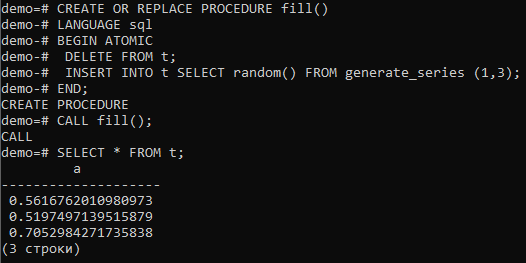 demo=# CREATE OR REPLACE PROCEDURE fill()
demo-# LANGUAGE sql
demo-# BEGIN ATOMIC
demo-#  DELETE FROM t;
demo-#  INSERT INTO t SELECT random() FROM generate_series (1,3);
demo-# END;
CREATE PROCEDURE
demo=# CALL fill();
CALL
demo=# SELECT * FROM t;
         a
--------------------
 0.5616762010980973
 0.5197497139515879
 0.7052984271735838
(3 строки)